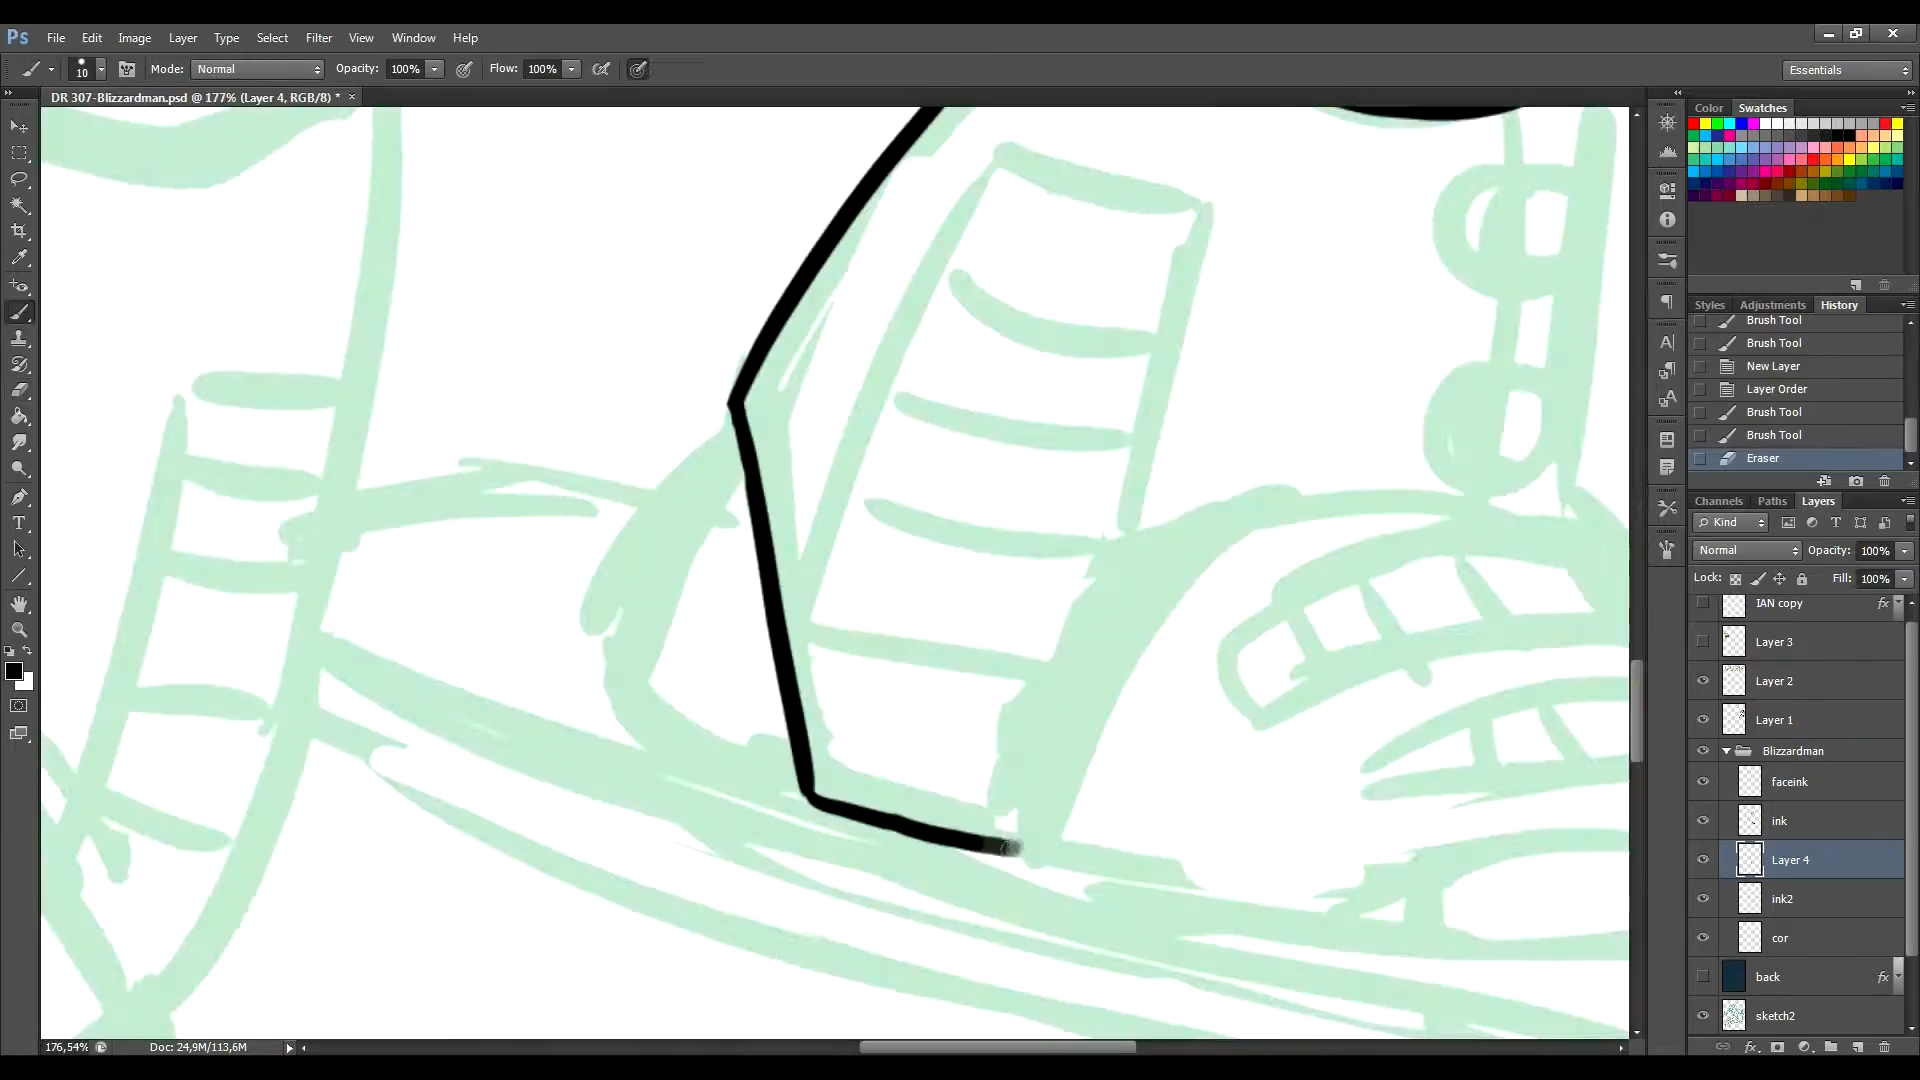 Ps File Edit Image Layer Type Select Filter Analysis View Window Help
10 Mode: Normal Opacity: 100% Flow: 100% Essentials
DR 307-Blizzardman.psd @ 177% (Layer 4, RGB/8) * ×
Color Swatches
Styles Adjustments History
Brush Tool
Brush Tool
New Layer
Layer Order
Brush Tool
Brush Tool
Eraser
Channels Paths Layers
Kind
Normal Opacity: 100%
Lock: Fill: 100%
IAN copy fx
Layer 3
Layer 2
Layer 1
Blizzardman
faceink
ink
Layer 4
ink2
cor
back fx
sketch2
176,54% Doc: 24,9M/113,6M